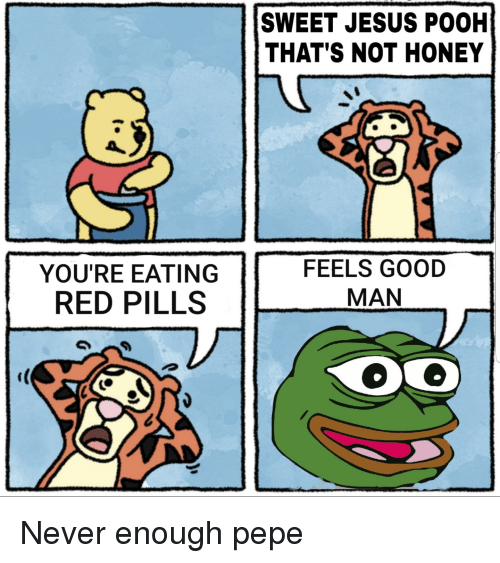 SWEET JESUS POOH
THAT'S NOT HONEY
YOU'RE EATING
RED PILLS
FEELS GOOD
MAN
Never enough pepe